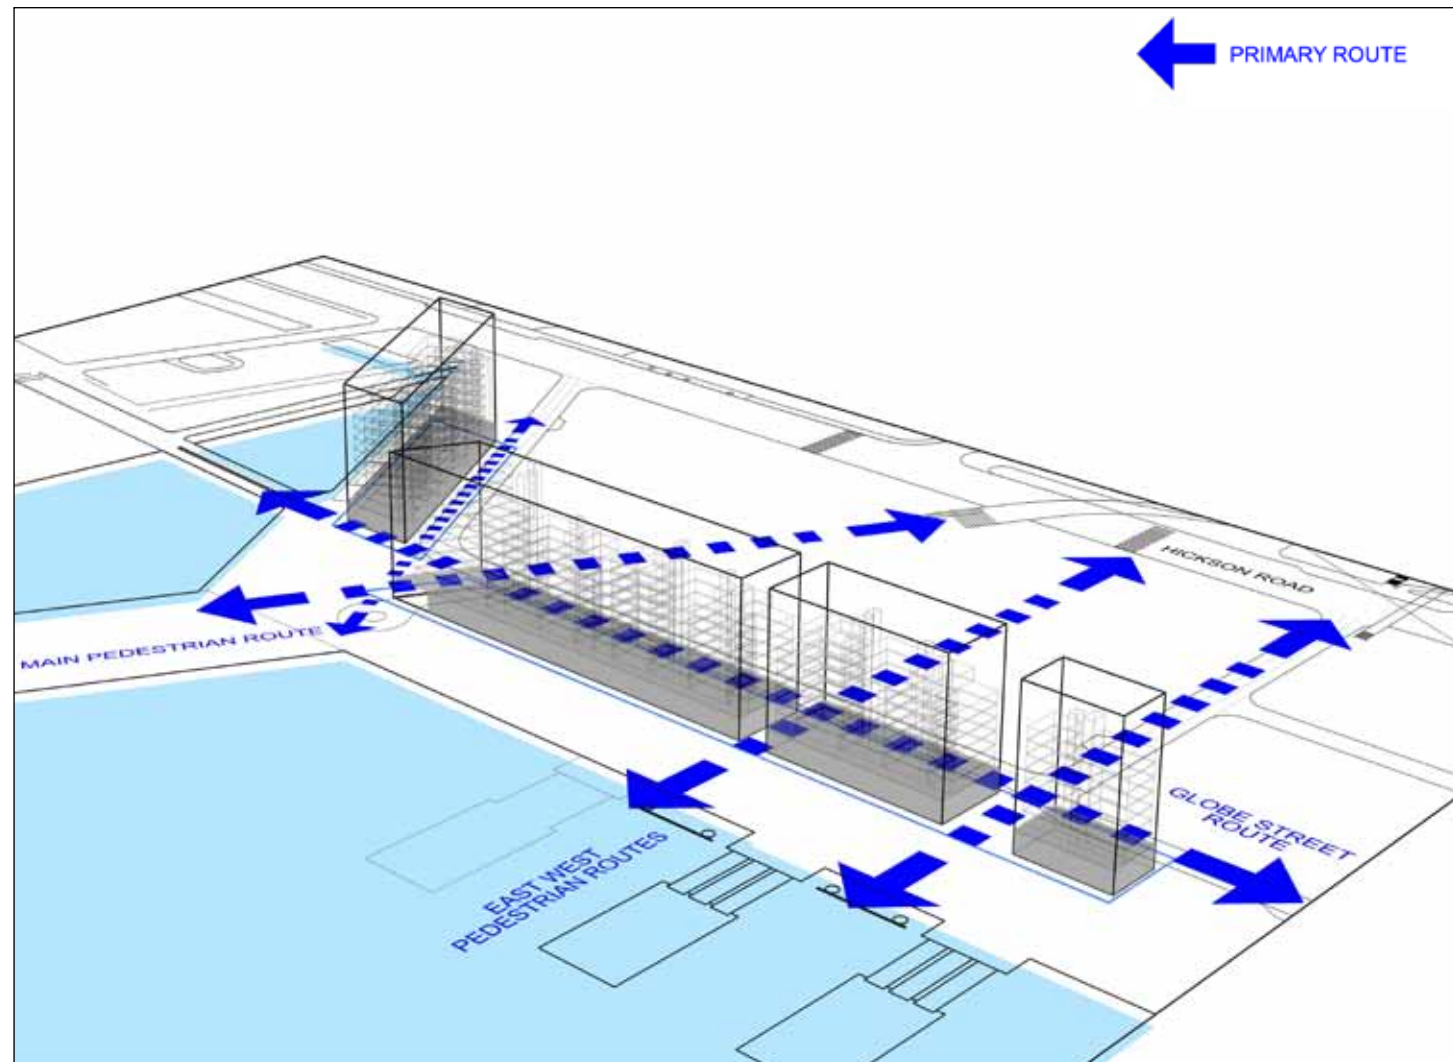 PRIMARY ROUTE
HICKSON ROAD
MAIN PEDESTRIAN ROUTE
GLOBE STREET
ROUTE
EAST WEST
PEDESTRIAN ROUTES